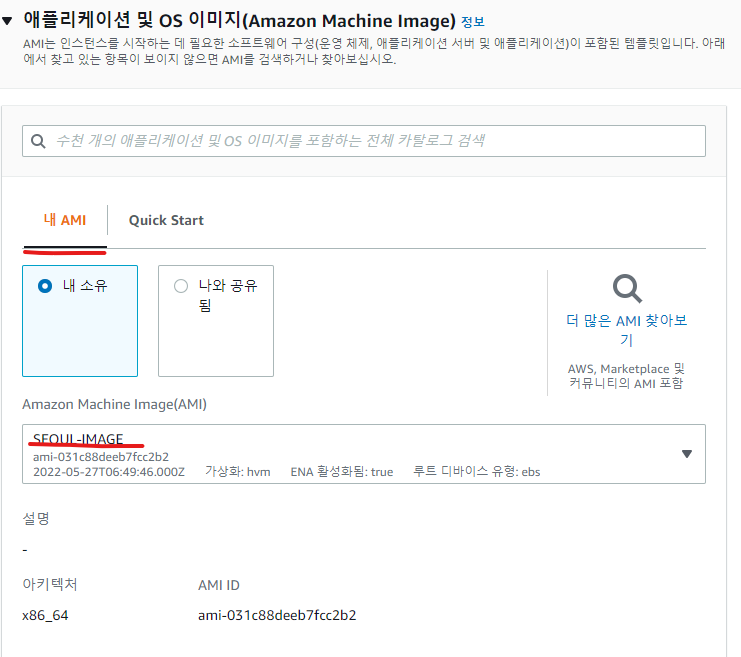 애플리케이션 및 OS 이미지(Amazon Machine Image) 정보
AMI는 인스턴스를 시작하는 데 필요한 소프트웨어 구성(운영 체제, 애플리케이션 서버 및 애플리케이션)이 포함된 템플릿입니다. 아래
에서 찾고 있는 항목이 보이지 않으면 AMI를 검색하거나 찾아보십시오.
수천 개의 애플리케이션 및 OS 이미지를 포함하는 전체 카탈로그 검색
내 AMI
Quick Start
내 소유
나와 공유
됨
더 많은 AMI 찾아보
기
AWS, Marketplace 및
커뮤니티의 AMI 포함
Amazon Machine Image(AMI)
SEOUL-IMAGE
ami-031c88deeb7fcc2b2
2022-05-27T06:49:46.000Z 가상화: hvm ENA 활성화됨: true 루트 디바이스 유형: ebs
설명
-
아키텍처 AMI ID
x86_64 ami-031c88deeb7fcc2b2